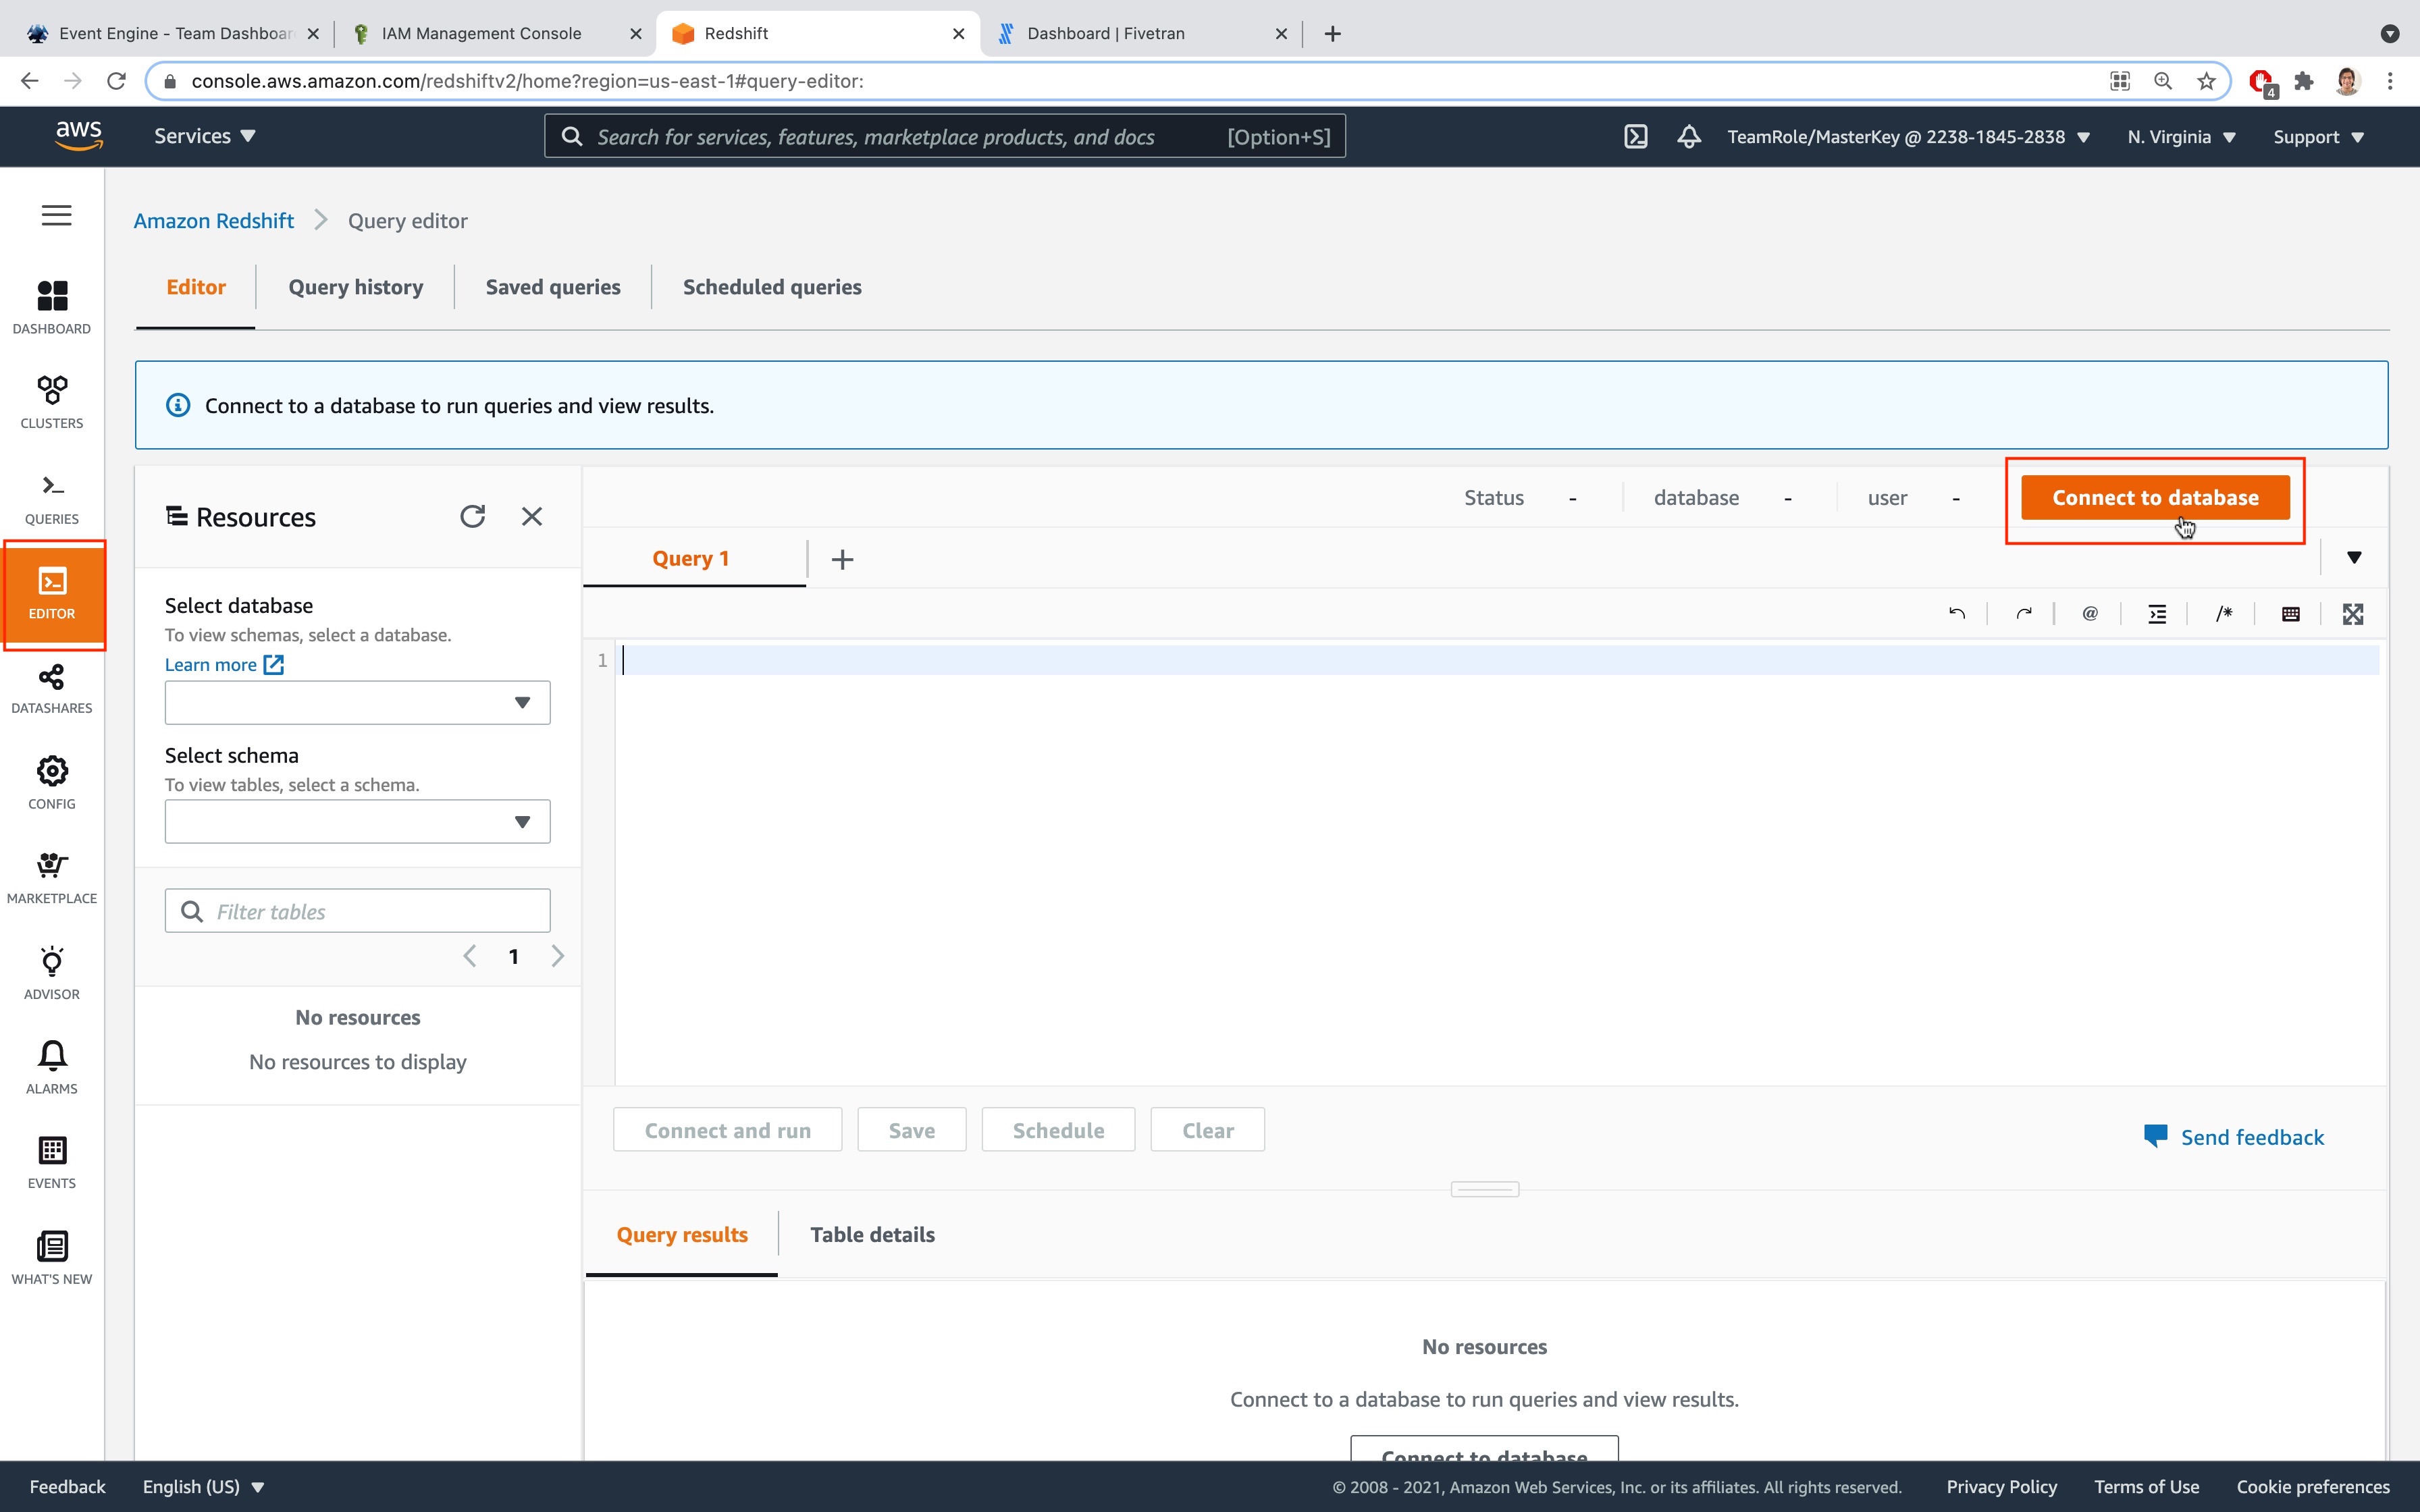 Event Engine - Team Dashboar
IAM Management Console
Redshift
Dashboard | Fivetran
console.aws.amazon.com/redshiftv2/home?region=us-east-1#query-editor:
4
aws
Services
Search for services, features, marketplace products, and docs
[Option+S]
TeamRole/MasterKey @ 2238-1845-2838
N. Virginia
Support
Amazon Redshift
Query editor
Editor
Query history
Saved queries
Scheduled queries
DASHBOARD
CLUSTERS
QUERIES
EDITOR
DATASHARES
CONFIG
MARKETPLACE
ADVISOR
ALARMS
EVENTS
WHAT'S NEW
Connect to a database to run queries and view results.
Resources
Status -
database -
user -
Connect to database
Query 1
Select database
To view schemas, select a database.
Learn more
Select schema
To view tables, select a schema.
Filter tables
1
No resources
No resources to display
@
/*
1
Connect and run
Save
Schedule
Clear
Send feedback
Query results
Table details
No resources
Connect to a database to run queries and view results.
Connect to database
Feedback
English (US)
© 2008 - 2021, Amazon Web Services, Inc. or its affiliates. All rights reserved.
Privacy Policy
Terms of Use
Cookie preferences